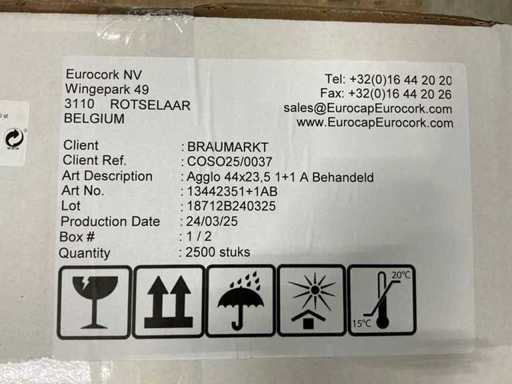 Eurocork NV
Wingepark 49
3110 ROTSELAAR
BELGIUM
Tel: +32(0)16 44 20 20
Fax: +32(0)16 44 20 26
sales@EurocapEurocork.com
www.EurocapEurocork.com
Client : BRAUMARKT
Client Ref. : COSO25/0037
Art Description : Agglo 44x23,5 1+1 A Behandeld
Art No. : 13442351+1AB
Lot : 18712B240325
Production Date : 24/03/25
Box # : 1 / 2
Quantity : 2500 stuks
20°C
15°C